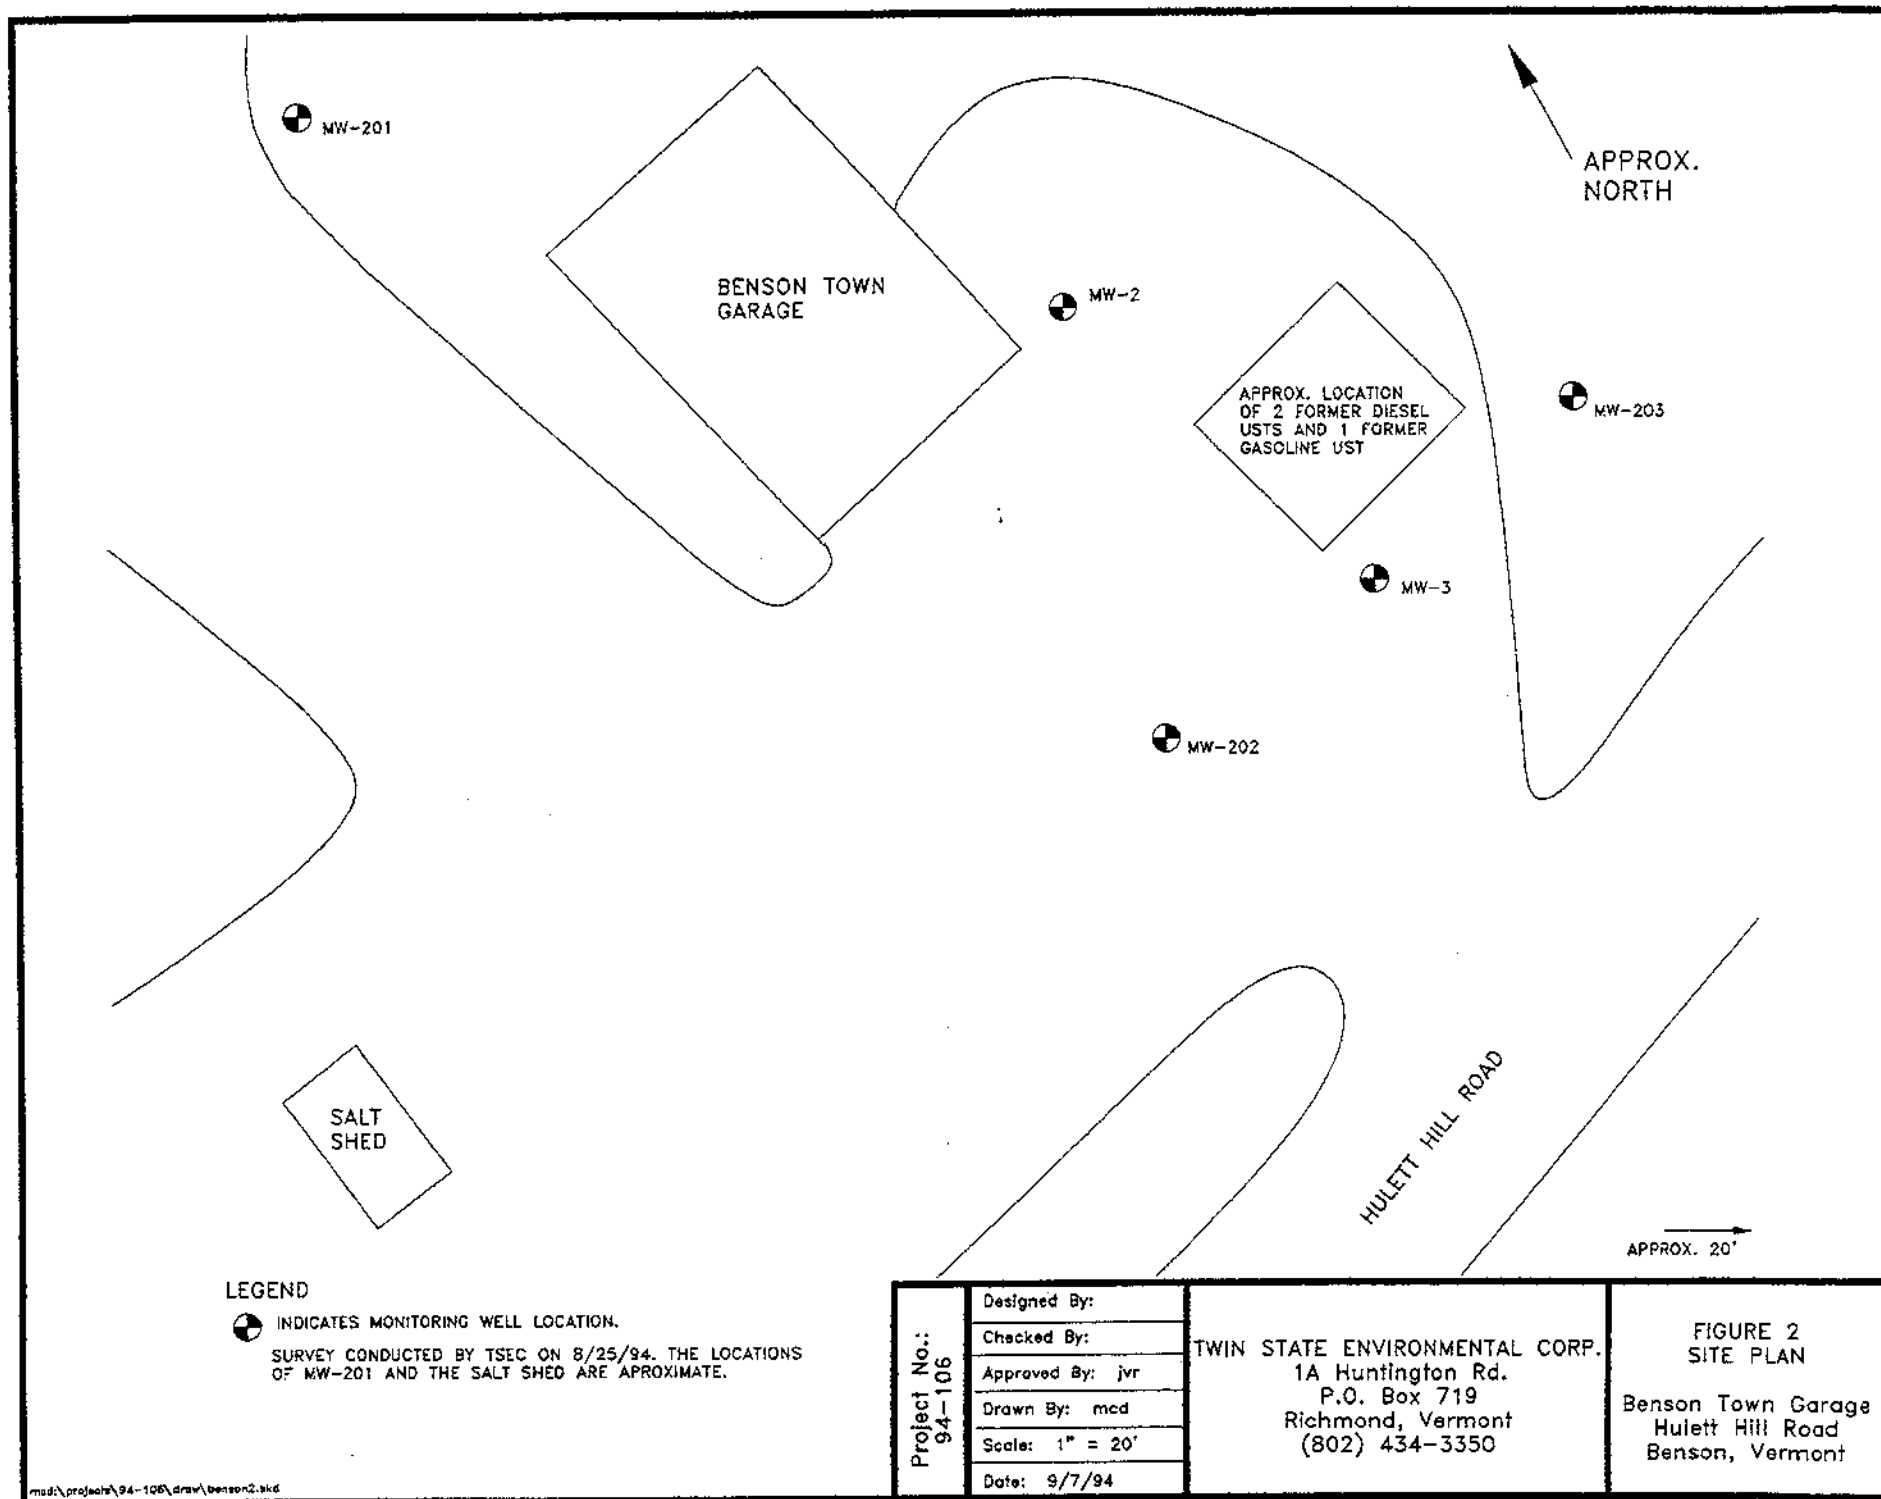 MW-201
APPROX.
NORTH
BENSON TOWN
GARAGE
MW-2
APPROX. LOCATION
OF 2 FORMER DIESEL
USTS AND 1 FORMER
GASOLINE UST
MW-203
MW-3
MW-202
SALT
SHED
HULETT HILL ROAD
APPROX. 20'
LEGEND
INDICATES MONITORING WELL LOCATION.
SURVEY CONDUCTED BY TSEC ON 8/25/94. THE LOCATIONS
OF MW-201 AND THE SALT SHED ARE APROXIMATE.
Project No.:
94-106
Designed By:
Checked By:
Approved By: jvr
Drawn By: mcd
Scale: 1" = 20'
Date: 9/7/94
TWIN STATE ENVIRONMENTAL CORP.
1A Huntington Rd.
P.O. Box 719
Richmond, Vermont
(802) 434-3350
FIGURE 2
SITE PLAN
Benson Town Garage
Hulett Hill Road
Benson, Vermont